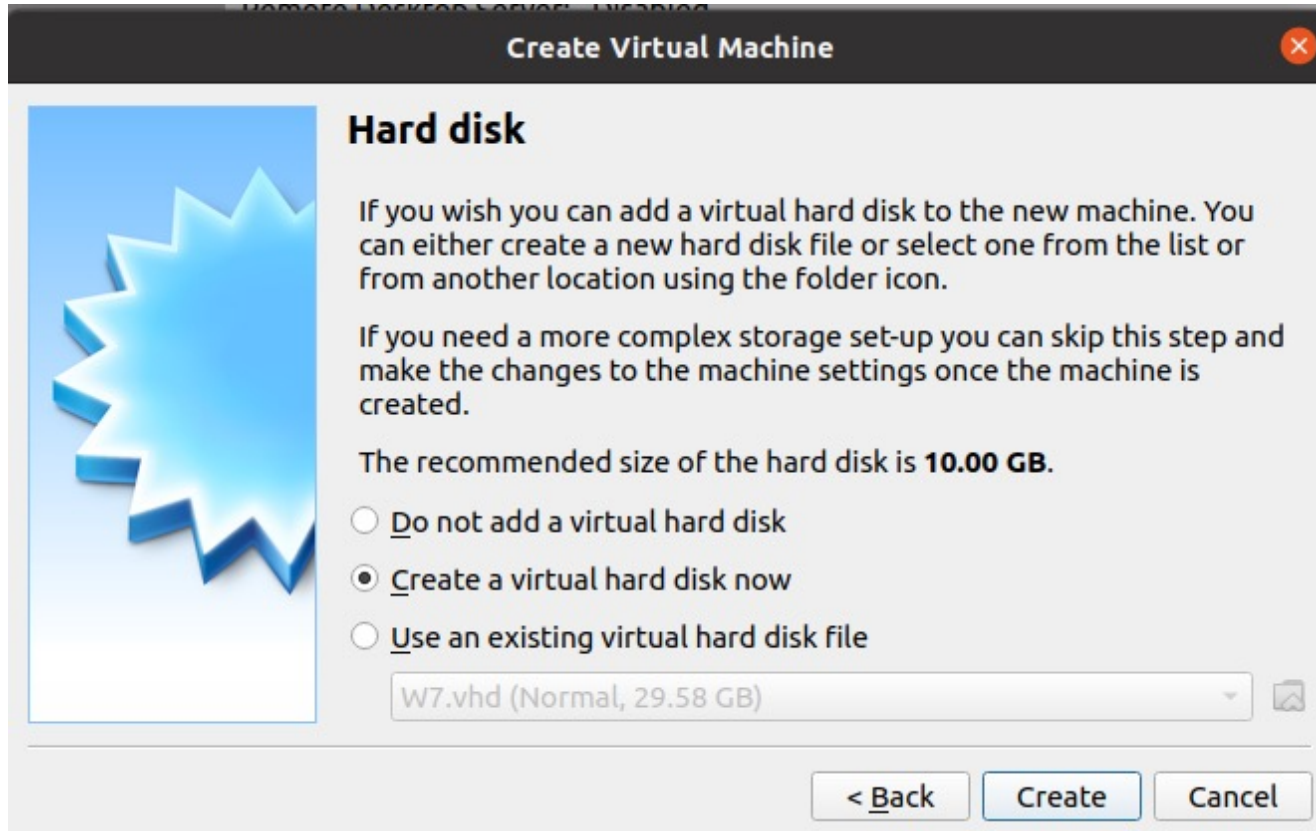 Remote Desktop Server: Disabled
Create Virtual Machine
Hard disk
If you wish you can add a virtual hard disk to the new machine. You
can either create a new hard disk file or select one from the list or
from another location using the folder icon.
If you need a more complex storage set-up you can skip this step and
make the changes to the machine settings once the machine is
created.
The recommended size of the hard disk is 10.00 GB.
Do not add a virtual hard disk
Create a virtual hard disk now
Use an existing virtual hard disk file
W7.vhd (Normal, 29.58 GB)
< Back
Create
Cancel